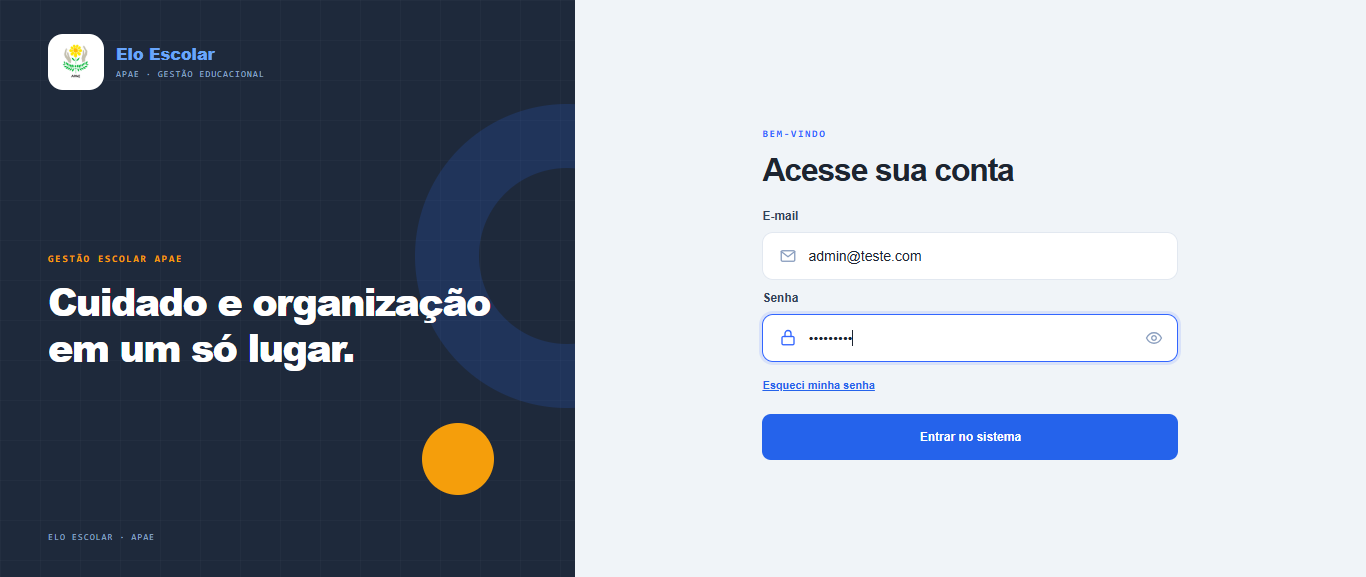 Elo Escolar
APAE · GESTÃO EDUCACIONAL
GESTÃO ESCOLAR APAE
Cuidado e organização
em um só lugar.
ELO ESCOLAR · APAE
BEM-VINDO
Acesse sua conta
E-mail
admin@teste.com
Senha
•••••••••
Esqueci minha senha
Entrar no sistema